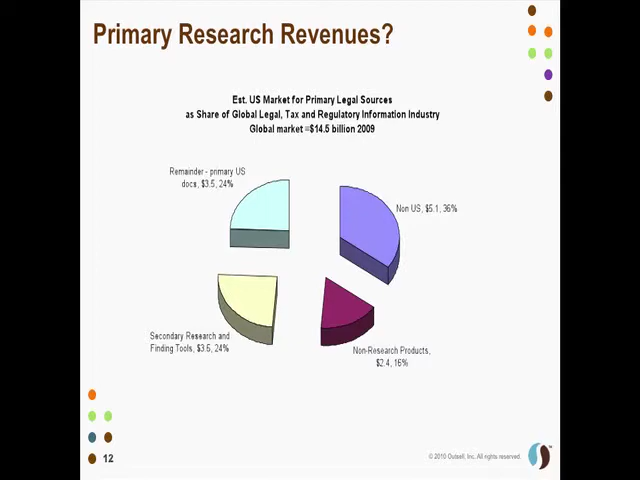 Primary Research Revenues?
Est. US Market for Primary Legal Sources
as Share of Global Legal, Tax and Regulatory Information Industry
Global market =$14.5 billion 2009
Remainder - primary US
docs, $3.5, 24%
Non US, $5.1, 36%
Secondary Research and
Finding Tools, $3.6, 24%
Non-Research Products,
$2.4, 16%
12
© 2010 Outsell, Inc. All rights reserved.